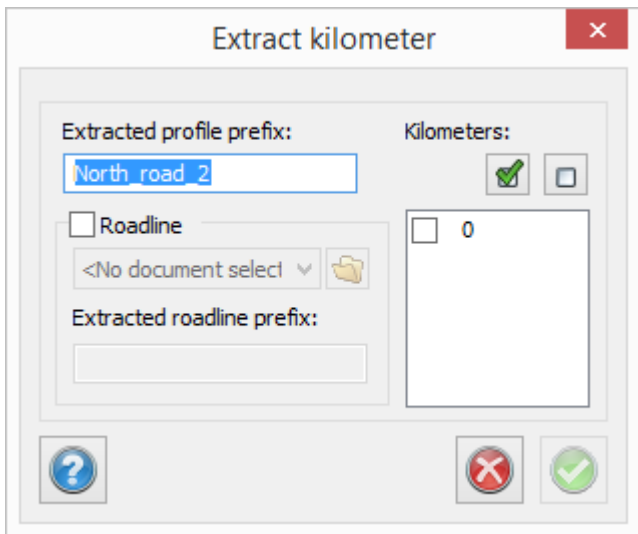 Extract kilometer
Extracted profile prefix:
Kilometers:
North_road_2
Roadline
0
<No document select
Extracted roadline prefix: